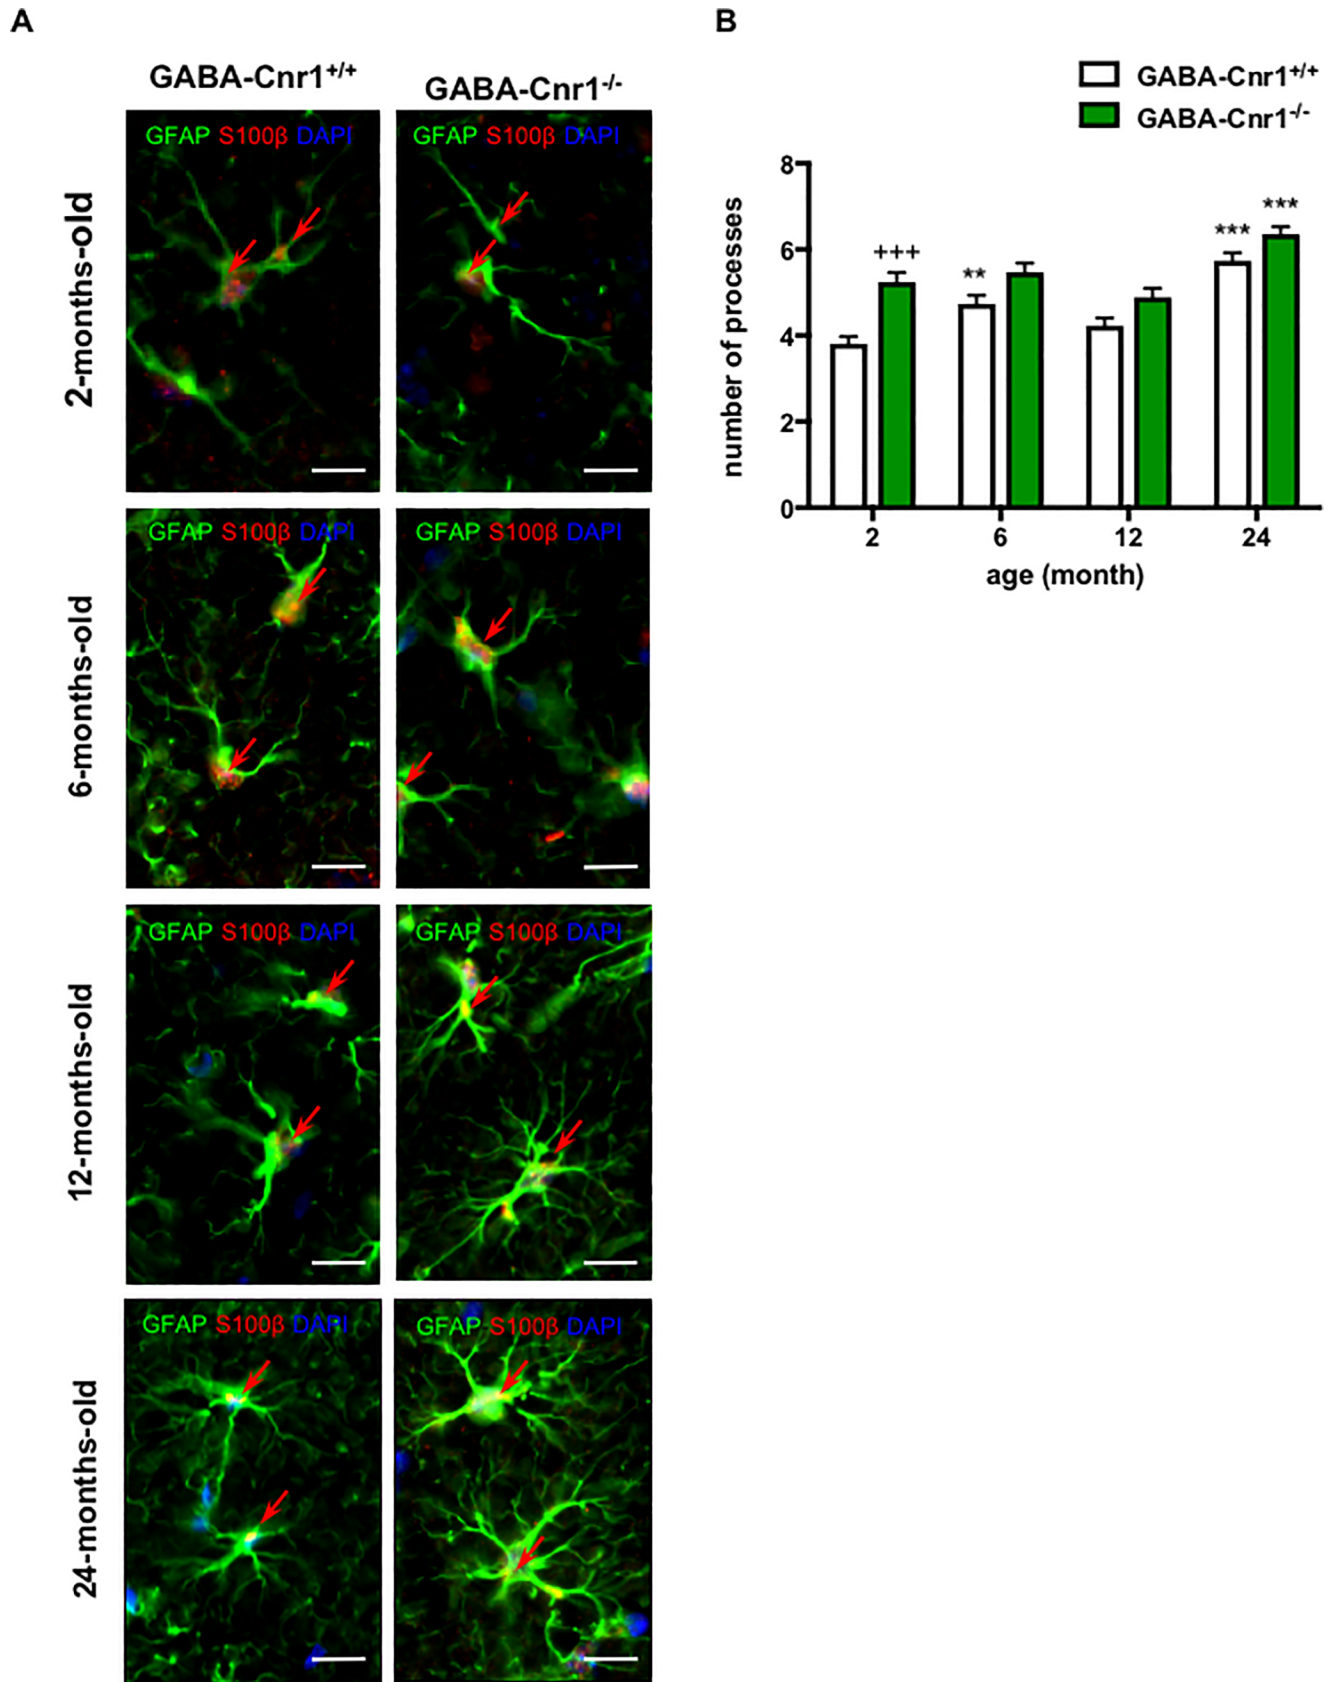 A
GABA-Cnr1+/+
GABA-Cnr1-/-
2-months-old
GFAP S100β DAPI
GFAP S100β DAPI
6-months-old
GFAP S100β DAPI
GFAP S100β DAPI
12-months-old
GFAP S100β DAPI
GFAP S100β DAPI
24-months-old
GFAP S100β DAPI
GFAP S100β DAPI
B
GABA-Cnr1+/+
GABA-Cnr1-/-
number of processes
8
6
4
2
0
+++
**
***
***
2 6 12 24
age (month)